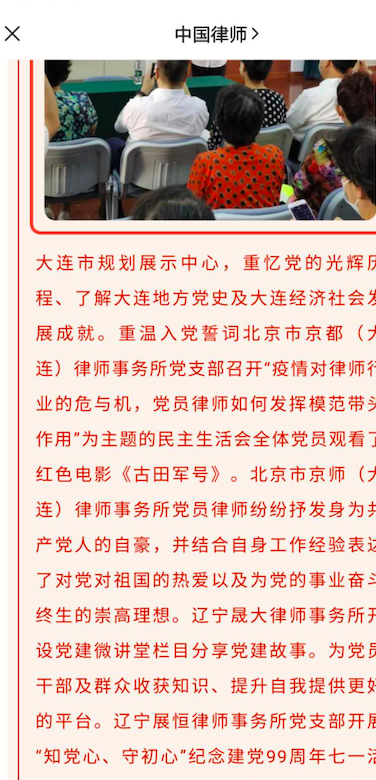 中国律师
大连市规划展示中心，重忆党的光辉历
程、了解大连地方党史及大连经济社会发
展成就。重温入党誓词北京市京都（大
连）律师事务所党支部召开“疫情对律师行
业的危与机，党员律师如何发挥模范带头
作用”为主题的民主生活会全体党员观看了
红色电影《古田军号》。北京市京师（大
连）律师事务所党员律师纷纷抒发身为共
产党人的自豪，并结合自身工作经验表达
了对党对祖国的热爱以及为党的事业奋斗
终生的崇高理想。辽宁晟大律师事务所开
设党建微讲堂栏目分享党建故事。为党员
干部及群众收获知识、提升自我提供更好
的平台。辽宁展恒律师事务所党支部开展
“知党心、守初心”纪念建党99周年七一活